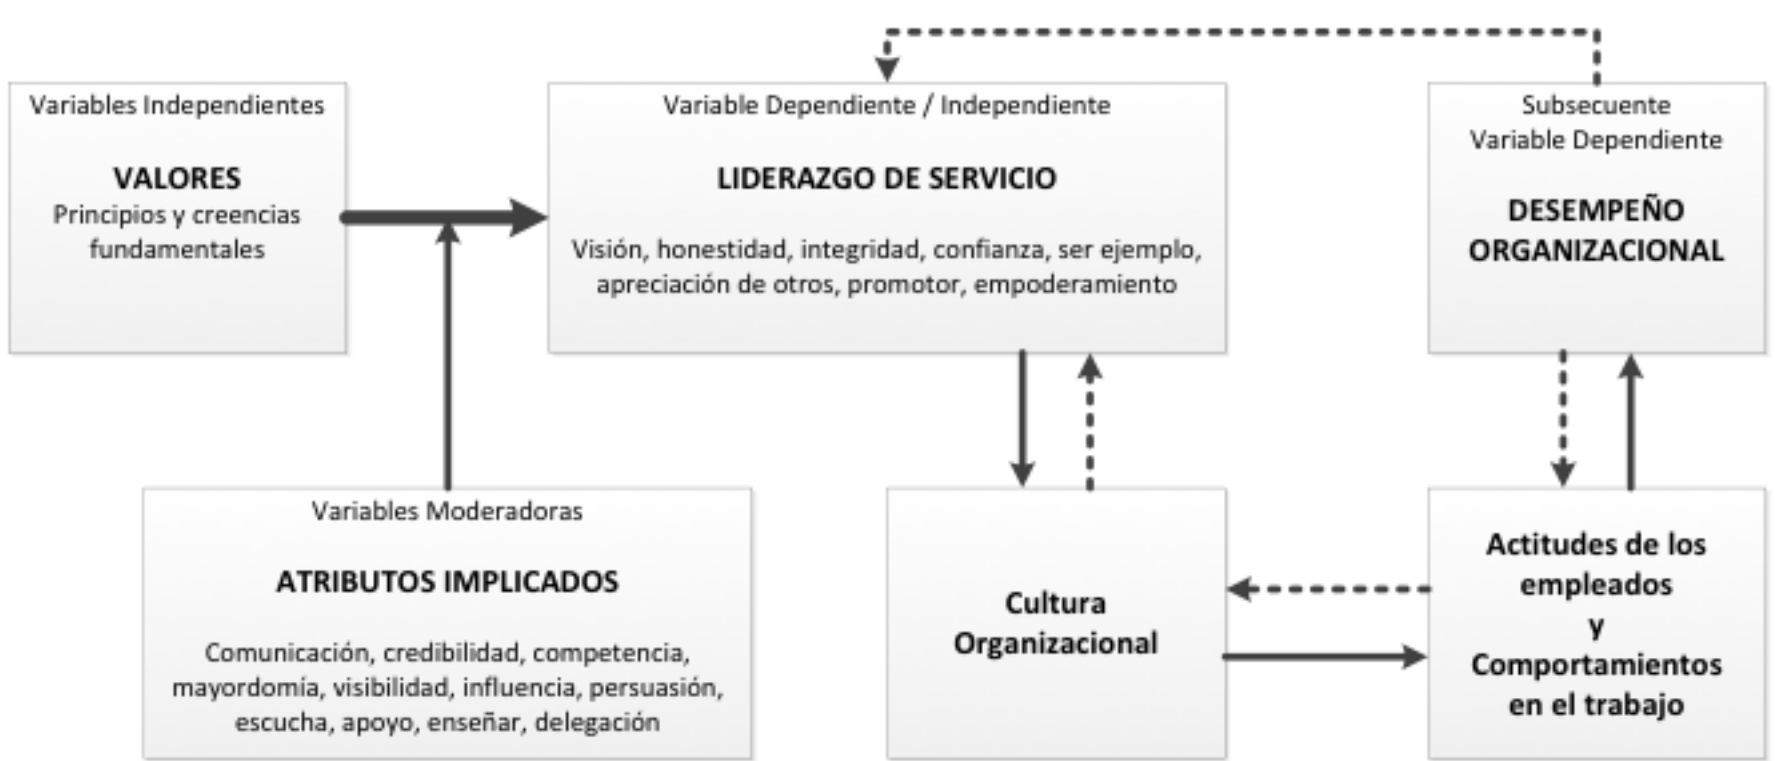 Variables Independientes
VALORES
Principios y creencias
fundamentales
Variable Dependiente / Independiente
LIDERAZGO DE SERVICIO
Visión, honestidad, integridad, confianza, ser ejemplo,
apreciación de otros, promotor, empoderamiento
Subsecuente
Variable Dependiente
DESEMPEÑO
ORGANIZACIONAL
Variables Moderadoras
ATRIBUTOS IMPLICADOS
Comunicación, credibilidad, competencia,
mayordomía, visibilidad, influencia, persuasión,
escucha, apoyo, enseñar, delegación
Cultura
Organizacional
Actitudes de los
empleados
y
Comportamientos
en el trabajo